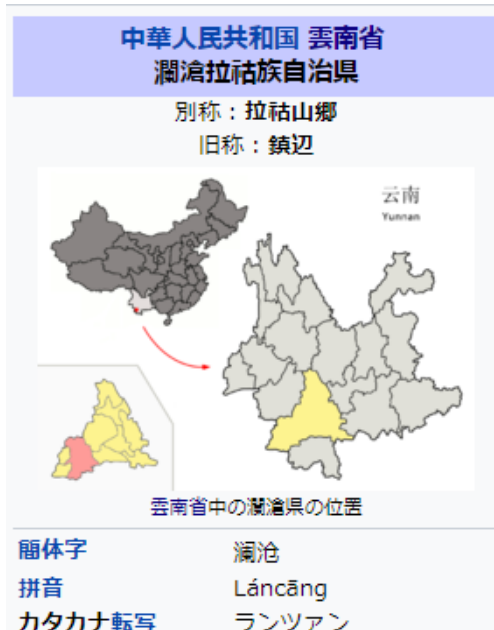 中華人民共和国 雲南省
瀾滄拉祜族自治県
別称：拉祜山郷
旧称：鎮辺
云南
Yunnan
雲南省中の瀾滄県の位置
簡体字 澜沧
拼音 Láncāng
カタカナ転写 ランツァン